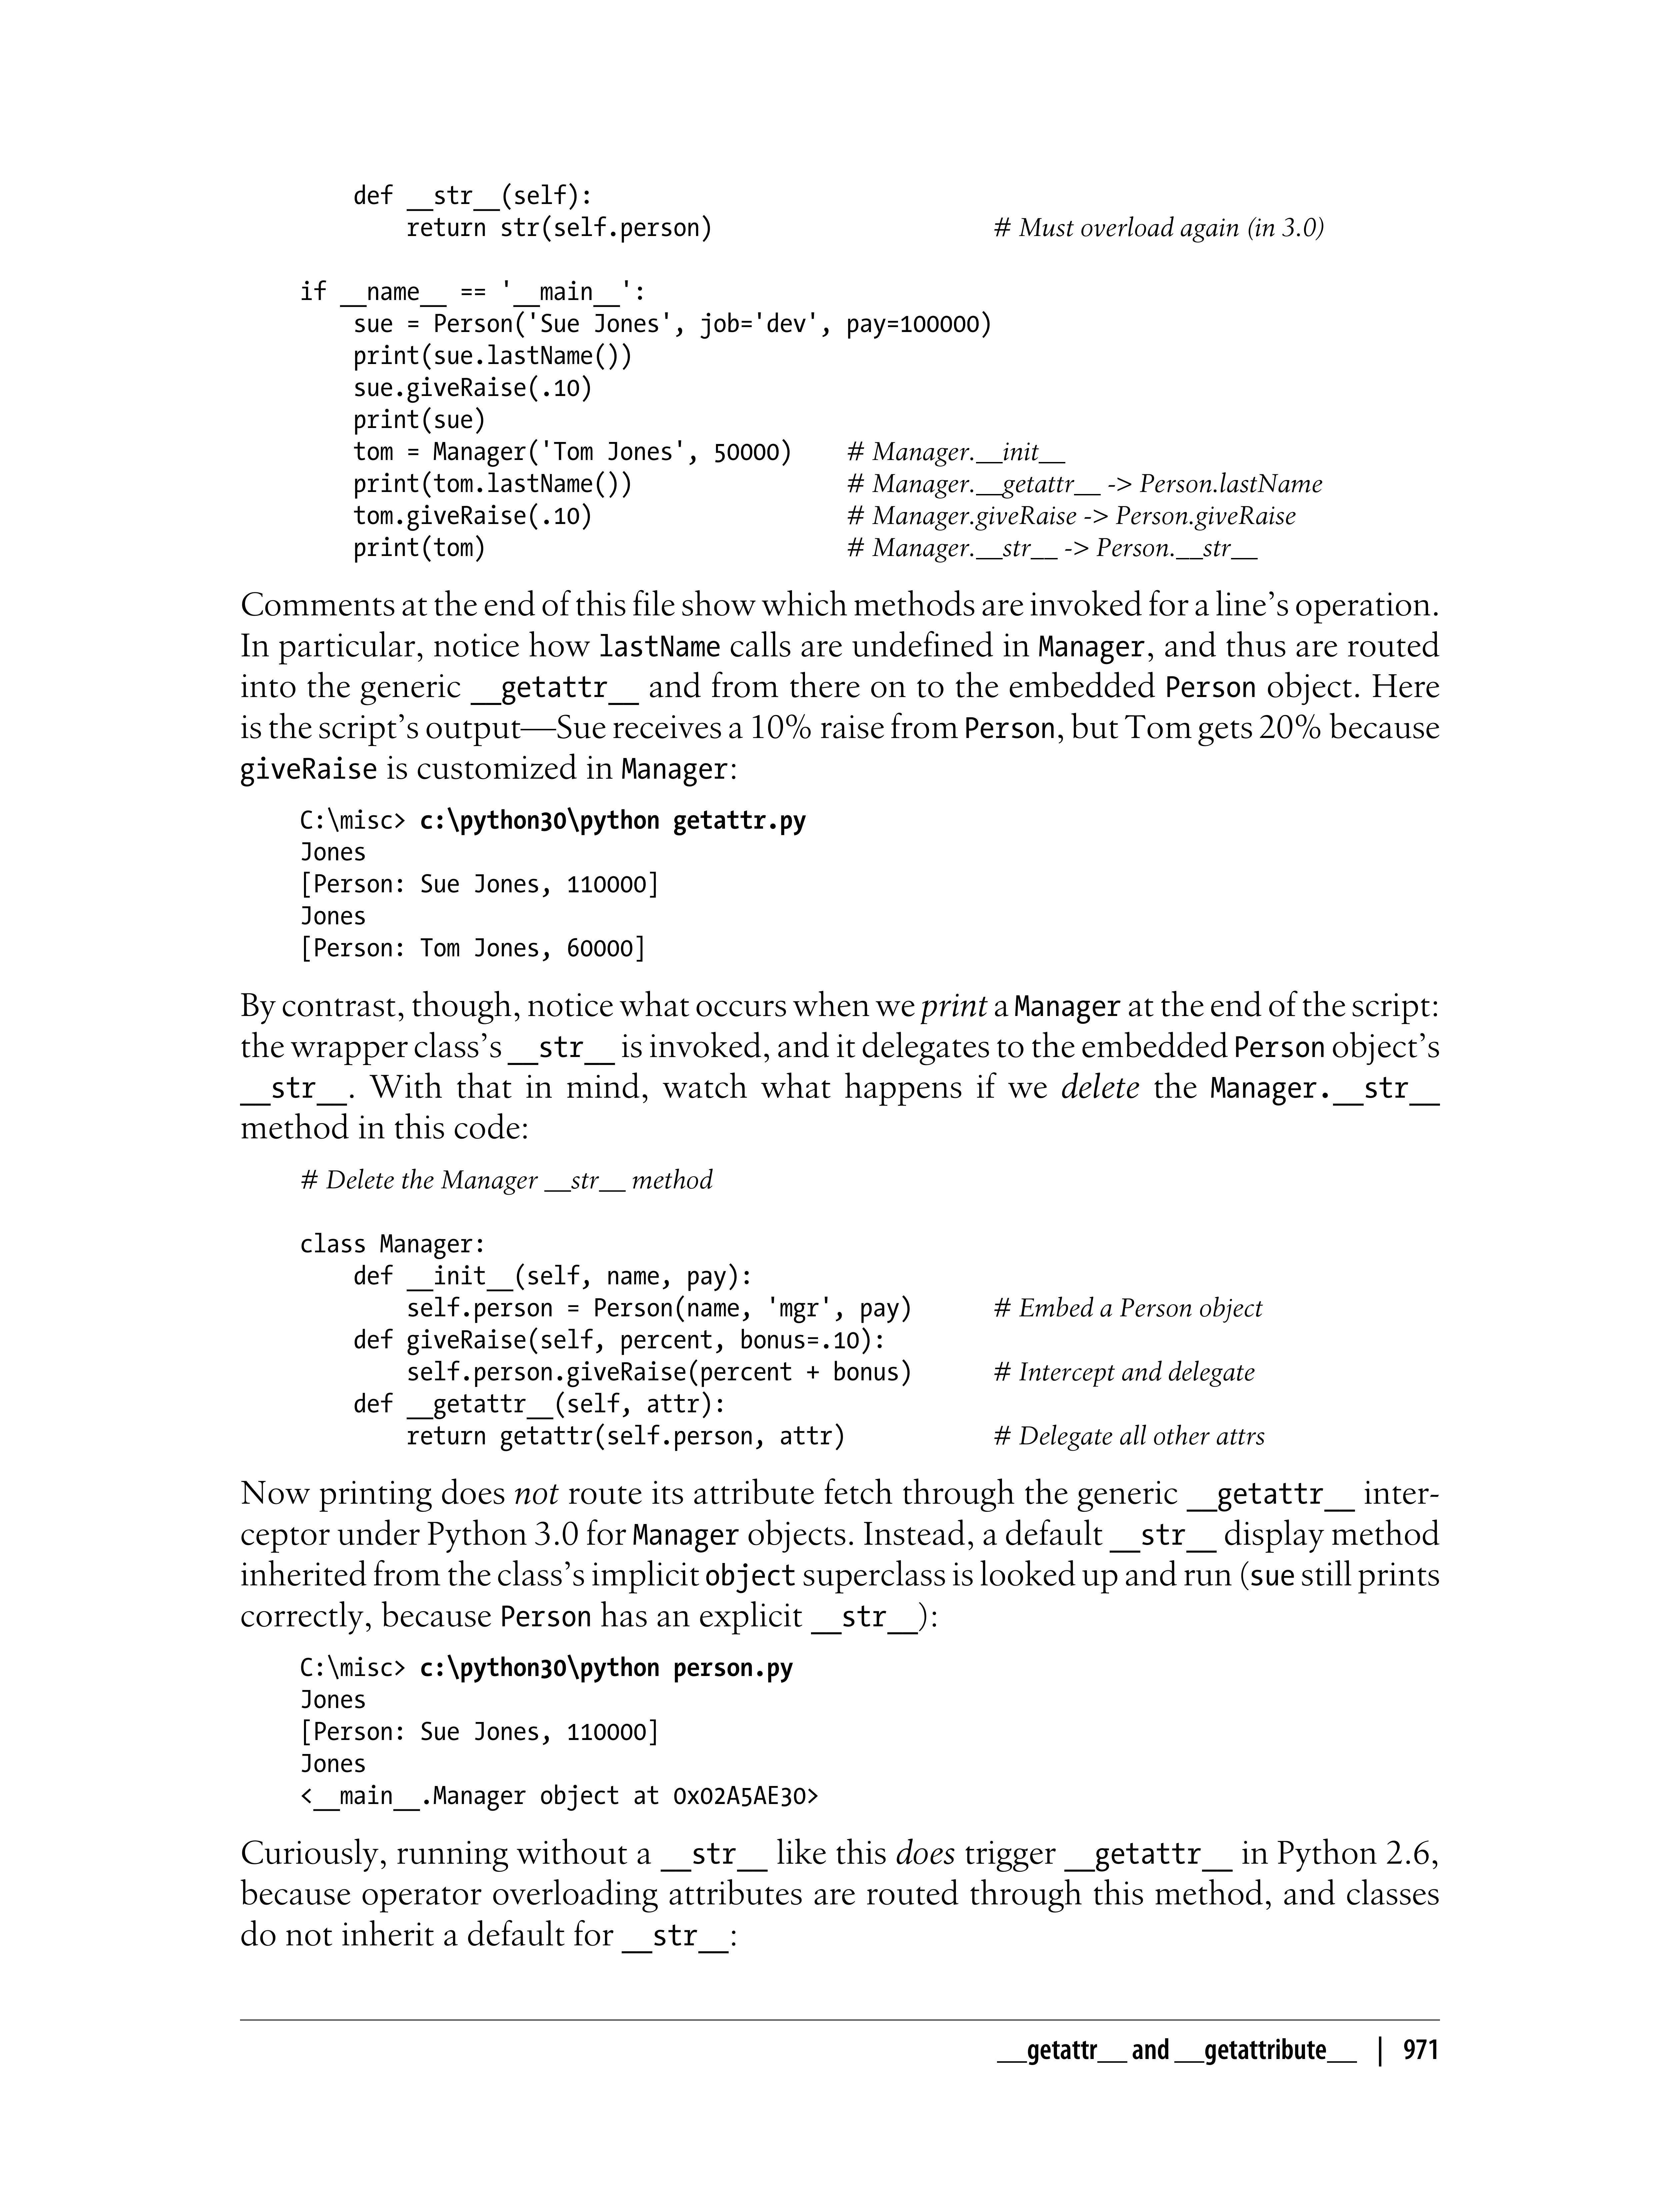 def __str__(self):
        return str(self.person)                     # Must overload again (in 3.0)

if __name__ == '__main__':
    sue = Person('Sue Jones', job='dev', pay=100000)
    print(sue.lastName())
    sue.giveRaise(.10)
    print(sue)
    tom = Manager('Tom Jones', 50000)    # Manager.__init__
    print(tom.lastName())                # Manager.__getattr__ -> Person.lastName
    tom.giveRaise(.10)                   # Manager.giveRaise -> Person.giveRaise
    print(tom)                           # Manager.__str__ -> Person.__str__
Comments at the end of this file show which methods are invoked for a line’s operation.
In particular, notice how lastName calls are undefined in Manager, and thus are routed
into the generic __getattr__ and from there on to the embedded Person object. Here
is the script’s output—Sue receives a 10% raise from Person, but Tom gets 20% because
giveRaise is customized in Manager:
C:\misc> c:\python30\python getattr.py
Jones
[Person: Sue Jones, 110000]
Jones
[Person: Tom Jones, 60000]
By contrast, though, notice what occurs when we print a Manager at the end of the script:
the wrapper class’s __str__ is invoked, and it delegates to the embedded Person object’s
__str__. With that in mind, watch what happens if we delete the Manager.__str__
method in this code:
# Delete the Manager __str__ method

class Manager:
    def __init__(self, name, pay):
        self.person = Person(name, 'mgr', pay)      # Embed a Person object
    def giveRaise(self, percent, bonus=.10):
        self.person.giveRaise(percent + bonus)      # Intercept and delegate
    def __getattr__(self, attr):
        return getattr(self.person, attr)           # Delegate all other attrs
Now printing does not route its attribute fetch through the generic __getattr__ inter-
ceptor under Python 3.0 for Manager objects. Instead, a default __str__ display method
inherited from the class’s implicit object superclass is looked up and run (sue still prints
correctly, because Person has an explicit __str__):
C:\misc> c:\python30\python person.py
Jones
[Person: Sue Jones, 110000]
Jones
<__main__.Manager object at 0x02A5AE30>
Curiously, running without a __str__ like this does trigger __getattr__ in Python 2.6,
because operator overloading attributes are routed through this method, and classes
do not inherit a default for __str__:
__getattr__ and __getattribute__ | 971